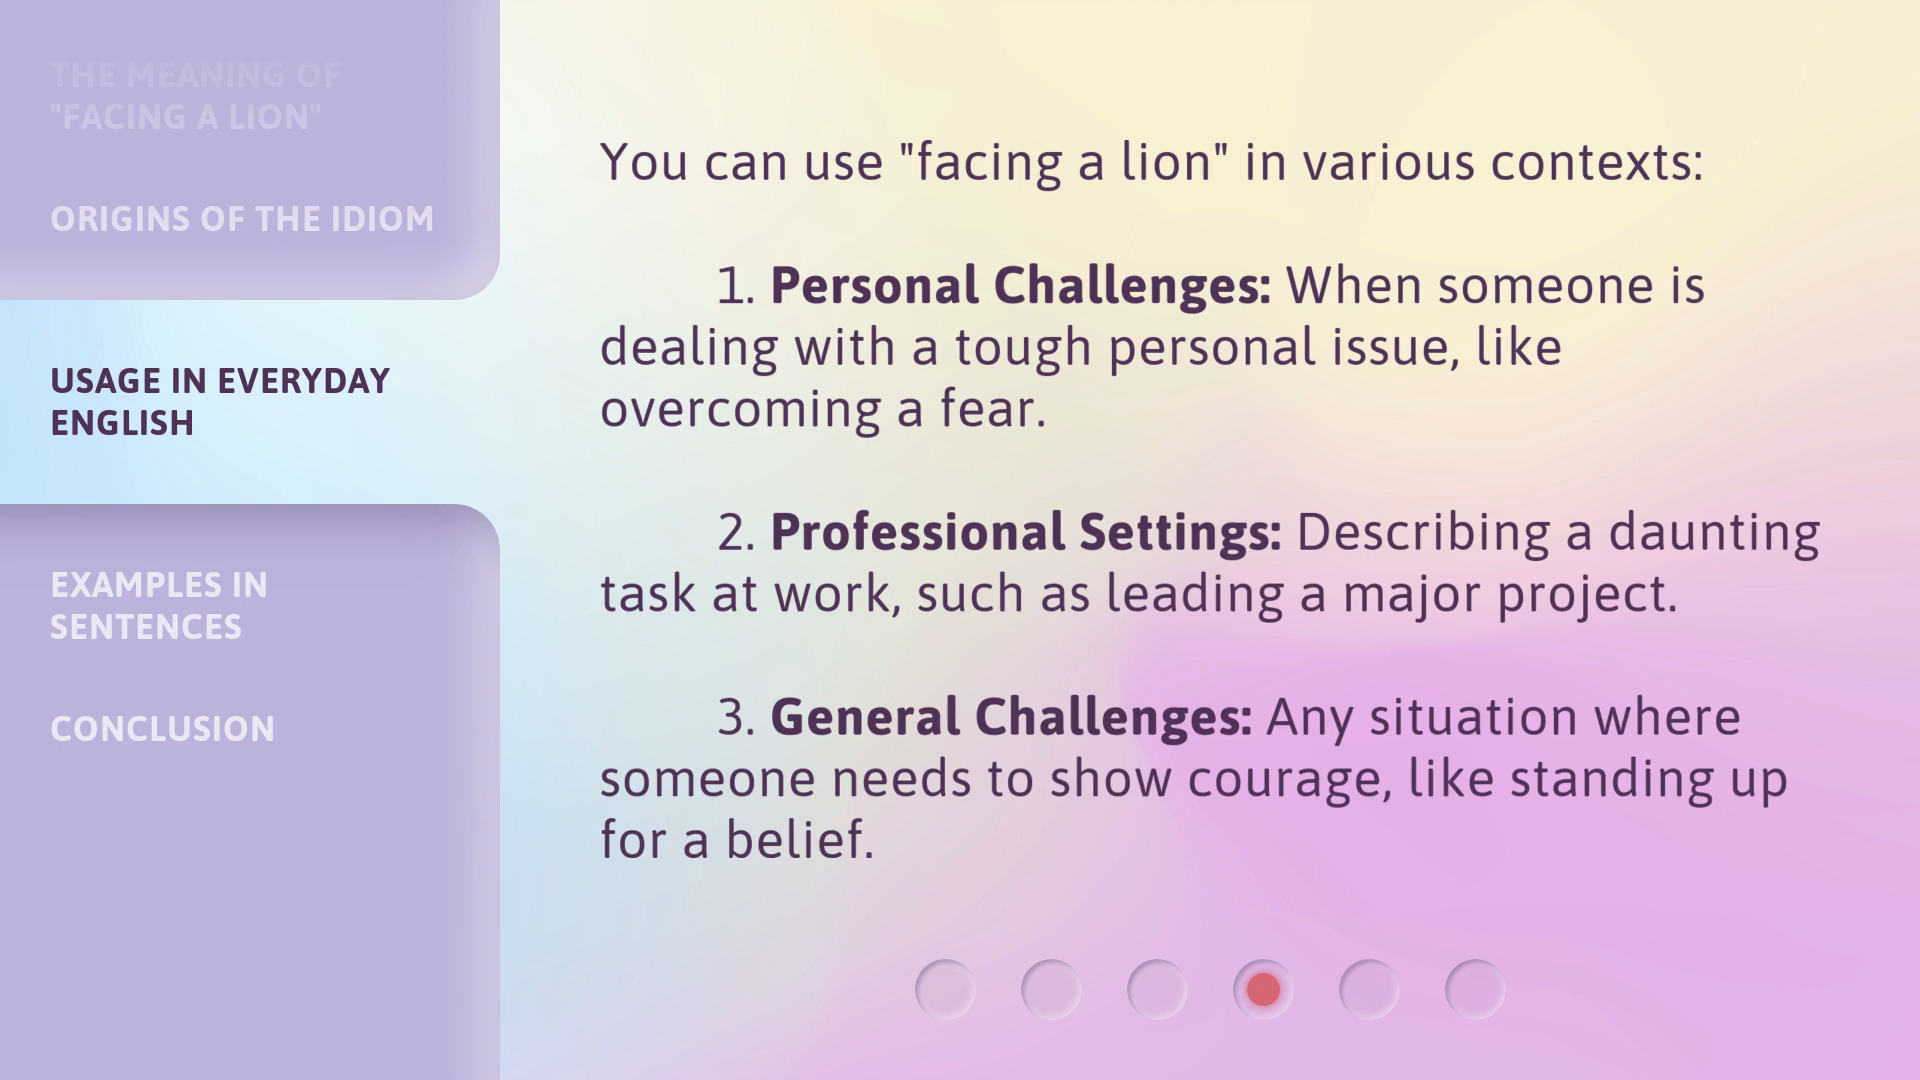 THE MEANING OF
"FACING A LION"
ORIGINS OF THE IDIOM
USAGE IN EVERYDAY
ENGLISH
EXAMPLES IN
SENTENCES
CONCLUSION
You can use "facing a lion" in various contexts:
1. Personal Challenges: When someone is
dealing with a tough personal issue, like
overcoming a fear.
2. Professional Settings: Describing a daunting
task at work, such as leading a major project.
3. General Challenges: Any situation where
someone needs to show courage, like standing up
for a belief.